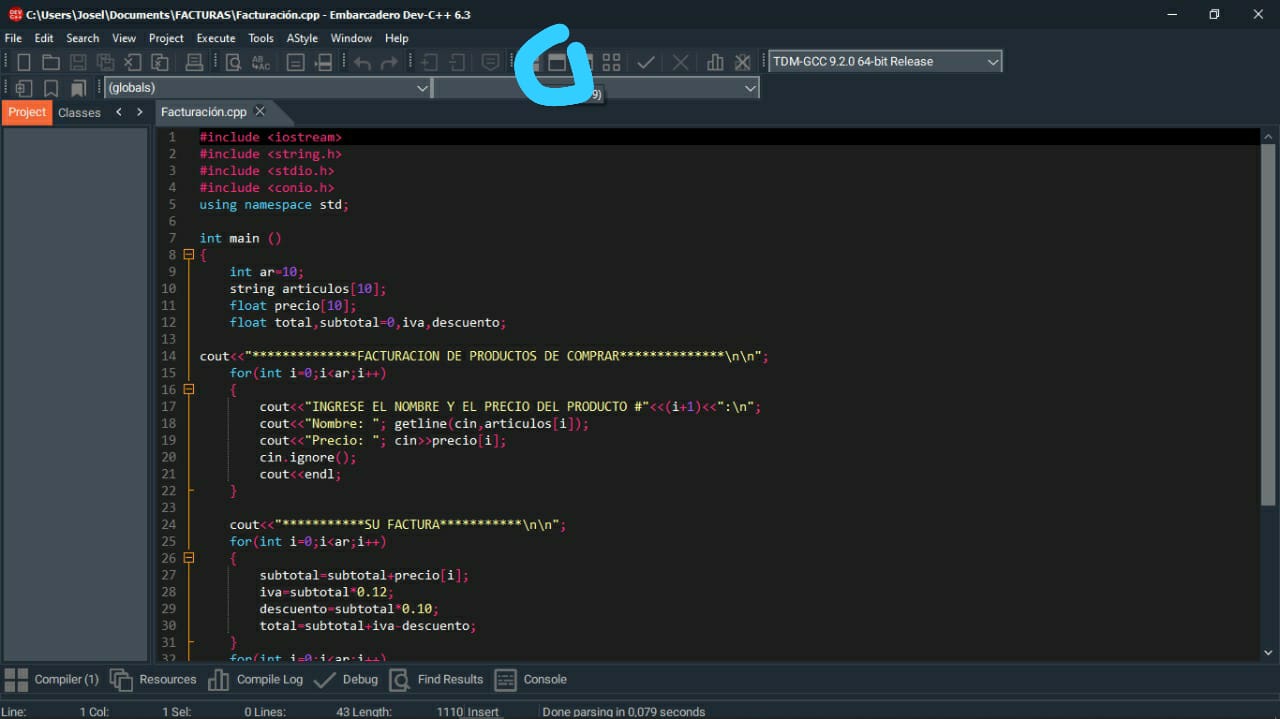 C:\Users\Josel\Documents\FACTURAS\Facturación.cpp - Embarcadero Dev-C++ 6.3
File Edit Search View Project Execute Tools AStyle Window Help
TDM-GCC 9.2.0 64-bit Release
(globals)
9)
Project Classes Facturación.cpp
1 #include <iostream>
2 #include <string.h>
3 #include <stdio.h>
4 #include <conio.h>
5 using namespace std;
6
7 int main ()
8 {
9 int ar=10;
10 string articulos[10];
11 float precio[10];
12 float total,subtotal=0,iva,descuento;
13
14 cout<<"**************FACTURACION DE PRODUCTOS DE COMPRAR**************\n\n";
15 for(int i=0;i<ar;i++)
16 {
17 cout<<"INGRESE EL NOMBRE Y EL PRECIO DEL PRODUCTO #"<<(i+1)<<":\n";
18 cout<<"Nombre: "; getline(cin,articulos[i]);
19 cout<<"Precio: "; cin>>precio[i];
20 cin.ignore();
21 cout<<endl;
22 }
23
24 cout<<"***********SU FACTURA***********\n\n";
25 for(int i=0;i<ar;i++)
26 {
27 subtotal=subtotal+precio[i];
28 iva=subtotal*0.12;
29 descuento=subtotal*0.10;
30 total=subtotal+iva-descuento;
31 }
32 for(int i=0;i<ar;i++)
Compiler (1) Resources Compile Log Debug Find Results Console
Line: 1 Col: 1 Sel: 0 Lines: 43 Length: 1110 Insert Done parsing in 0,079 seconds